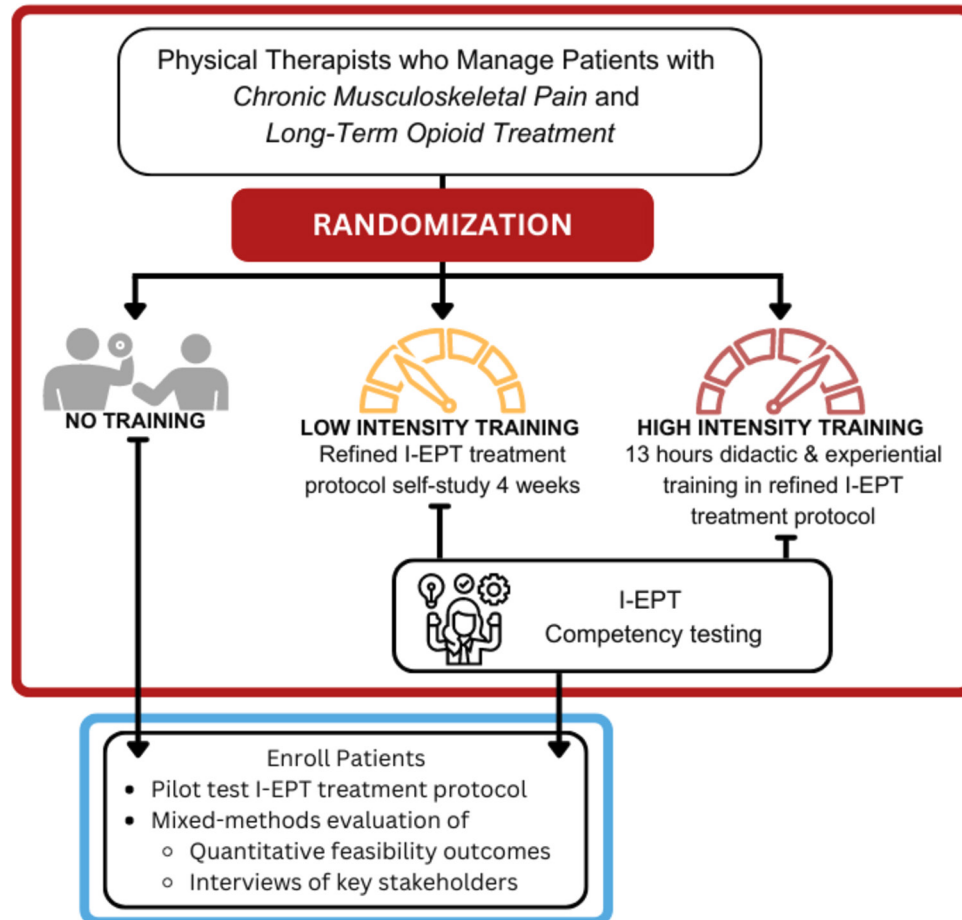 Physical Therapists who Manage Patients with
Chronic Musculoskeletal Pain and
Long-Term Opioid Treatment
RANDOMIZATION
NO TRAINING
LOW INTENSITY TRAINING
Refined I-EPT treatment
protocol self-study 4 weeks
HIGH INTENSITY TRAINING
13 hours didactic & experiential
training in refined I-EPT
treatment protocol
I-EPT
Competency testing
Enroll Patients
• Pilot test I-EPT treatment protocol
• Mixed-methods evaluation of
○ Quantitative feasibility outcomes
○ Interviews of key stakeholders